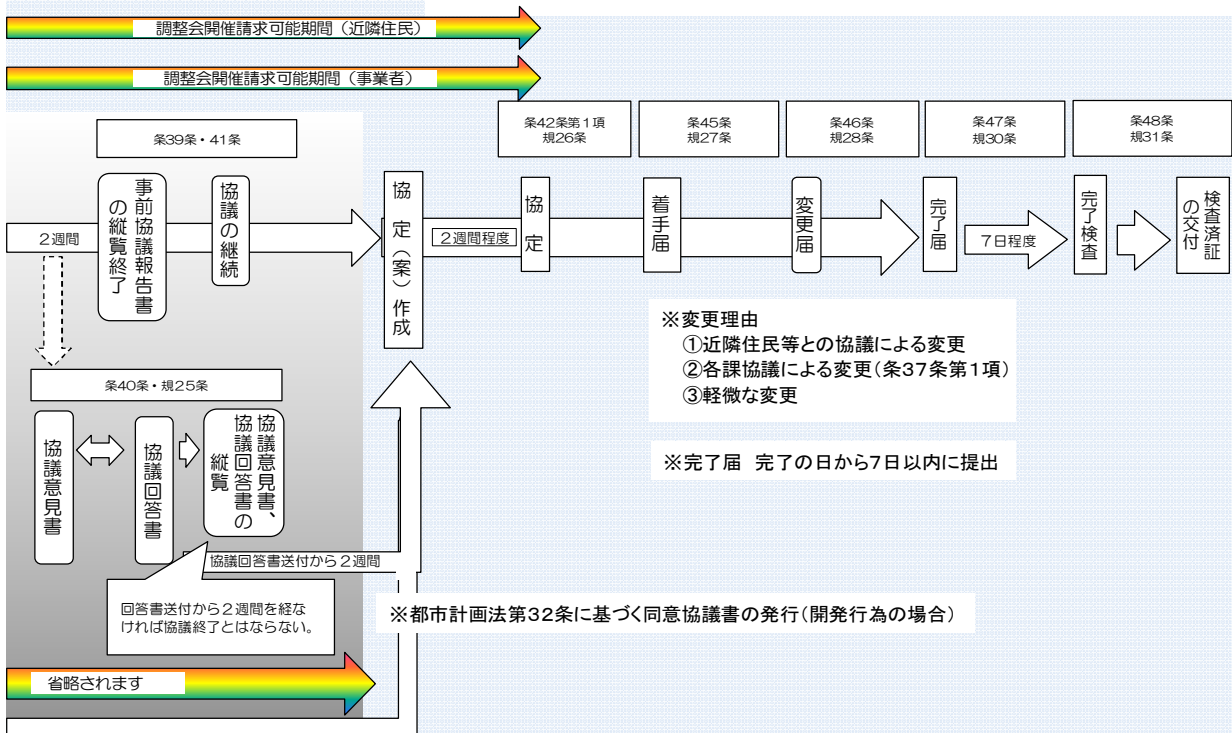 調整会開催請求可能期間（近隣住民）
調整会開催請求可能期間（事業者）
条39条・41条
条42条第1項
規26条
条45条
規27条
条46条
規28条
条47条
規30条
条48条
規31条
２週間
事前協議報告書
の縦覧終了
協議の継続
協定（案）作成
２週間程度
協定
着手届
変更届
完了届
７日程度
完了検査
検査済証
の交付
※変更理由
①近隣住民等との協議による変更
②各課協議による変更（条37条第1項）
③軽微な変更
※完了届　完了の日から7日以内に提出
条40条・規25条
協議意見書
協議回答書
協議意見書、
協議回答書の
縦覧
協議回答書送付から２週間
回答書送付から２週間を経な
ければ協議終了とはならない。
※都市計画法第32条に基づく同意協議書の発行（開発行為の場合）
省略されます